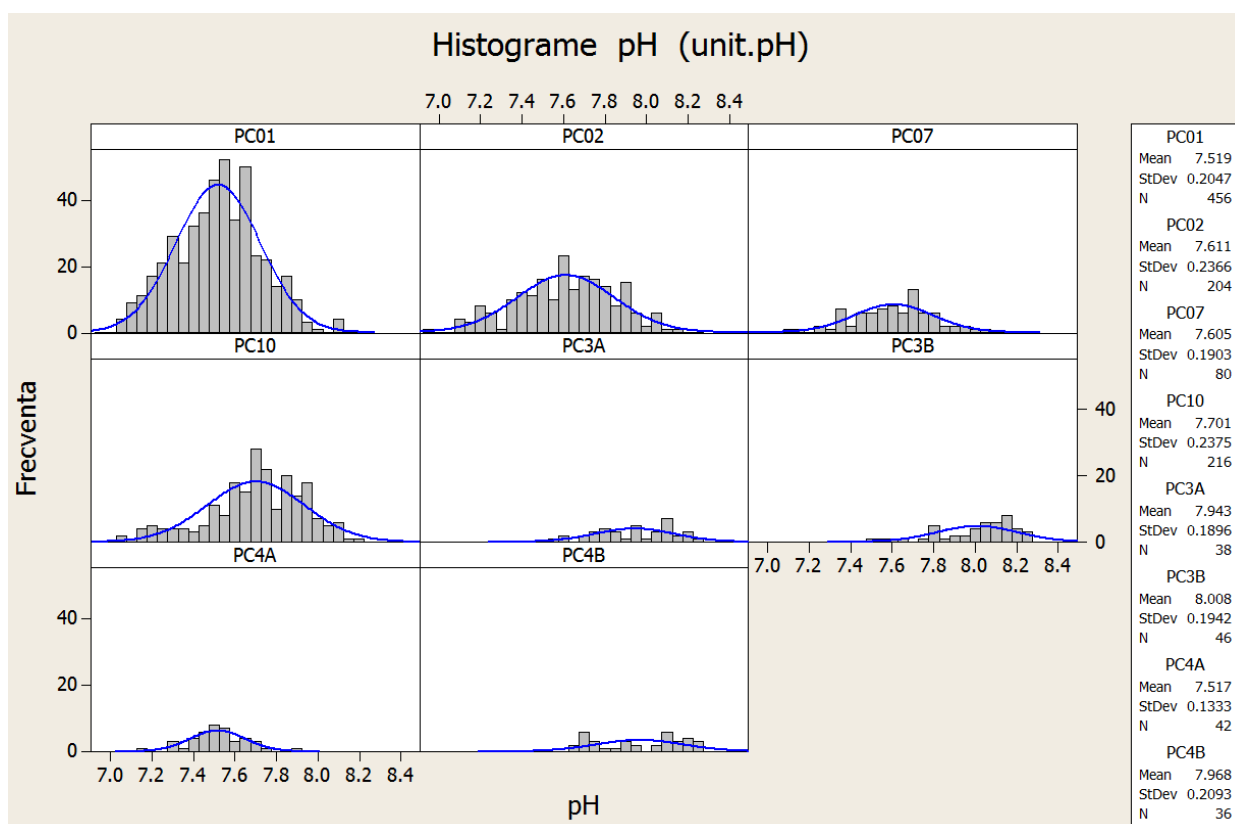 Histograme pH (unit.pH)
7.0 7.2 7.4 7.6 7.8 8.0 8.2 8.4
PC01 PC02 PC07
40
20
0
PC10 PC3A PC3B
40
20
0
PC4A PC4B
7.0 7.2 7.4 7.6 7.8 8.0 8.2 8.4
40
20
0
7.0 7.2 7.4 7.6 7.8 8.0 8.2 8.4
pH
Frecventa
PC01
Mean 7.519
StDev 0.2047
N 456
PC02
Mean 7.611
StDev 0.2366
N 204
PC07
Mean 7.605
StDev 0.1903
N 80
PC10
Mean 7.701
StDev 0.2375
N 216
PC3A
Mean 7.943
StDev 0.1896
N 38
PC3B
Mean 8.008
StDev 0.1942
N 46
PC4A
Mean 7.517
StDev 0.1333
N 42
PC4B
Mean 7.968
StDev 0.2093
N 36